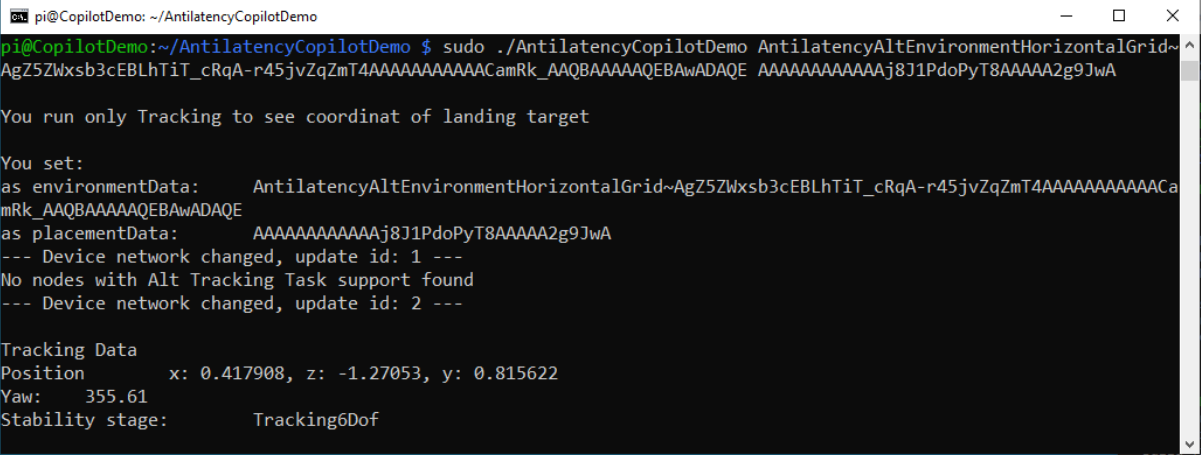 pi@CopilotDemo: ~/AntilatencyCopilotDemo
pi@CopilotDemo:~/AntilatencyCopilotDemo $ sudo ./AntilatencyCopilotDemo AntilatencyAltEnvironmentHorizontalGrid~
AgZ5ZWxsb3cEBLhTiT_cRqA-r45jvZqZmT4AAAAAAAAAAACamRk_AAQBAAAAAQEBAwADAQE AAAAAAAAAAAAj8J1PdoPyT8AAAAA2g9JwA
You run only Tracking to see coordinat of landing target
You set:
as environmentData: AntilatencyAltEnvironmentHorizontalGrid~AgZ5ZWxsb3cEBLhTiT_cRqA-r45jvZqZmT4AAAAAAAAAAACa
mRk_AAQBAAAAAQEBAwADAQE
as placementData: AAAAAAAAAAAAj8J1PdoPyT8AAAAA2g9JwA
--- Device network changed, update id: 1 ---
No nodes with Alt Tracking Task support found
--- Device network changed, update id: 2 ---
Tracking Data
Position x: 0.417908, z: -1.27053, y: 0.815622
Yaw: 355.61
Stability stage: Tracking6Dof